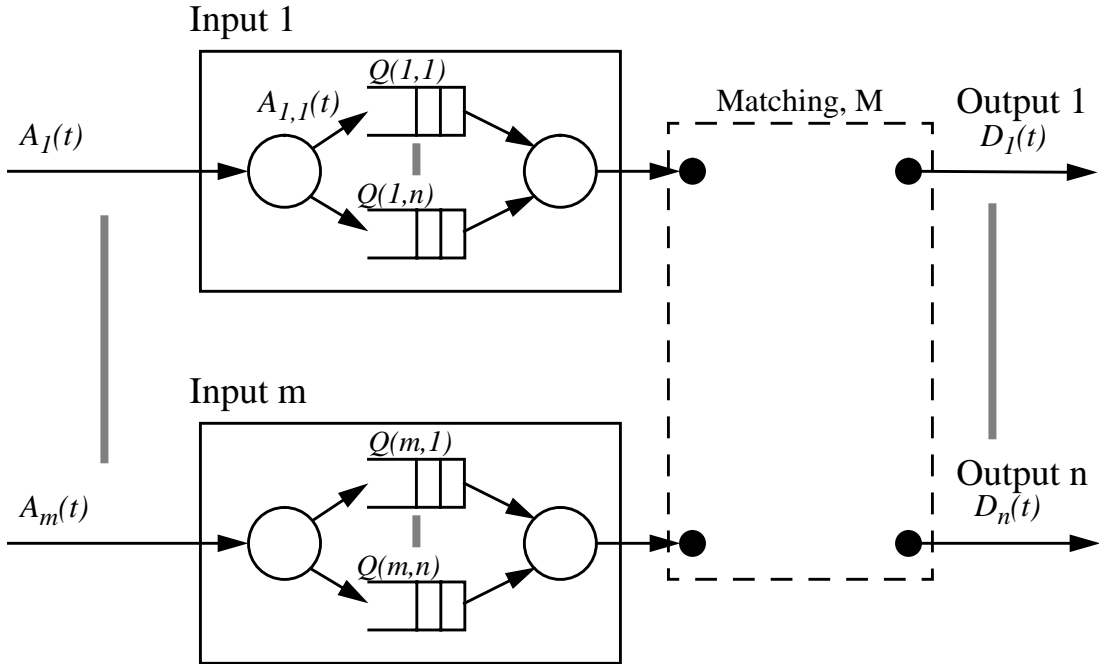 Input 1
Q(1,1)
A1,1(t)
Matching, M
Output 1
D1(t)
A1(t)
Q(1,n)
Input m
Q(m,1)
Output n
Dn(t)
Am(t)
Q(m,n)